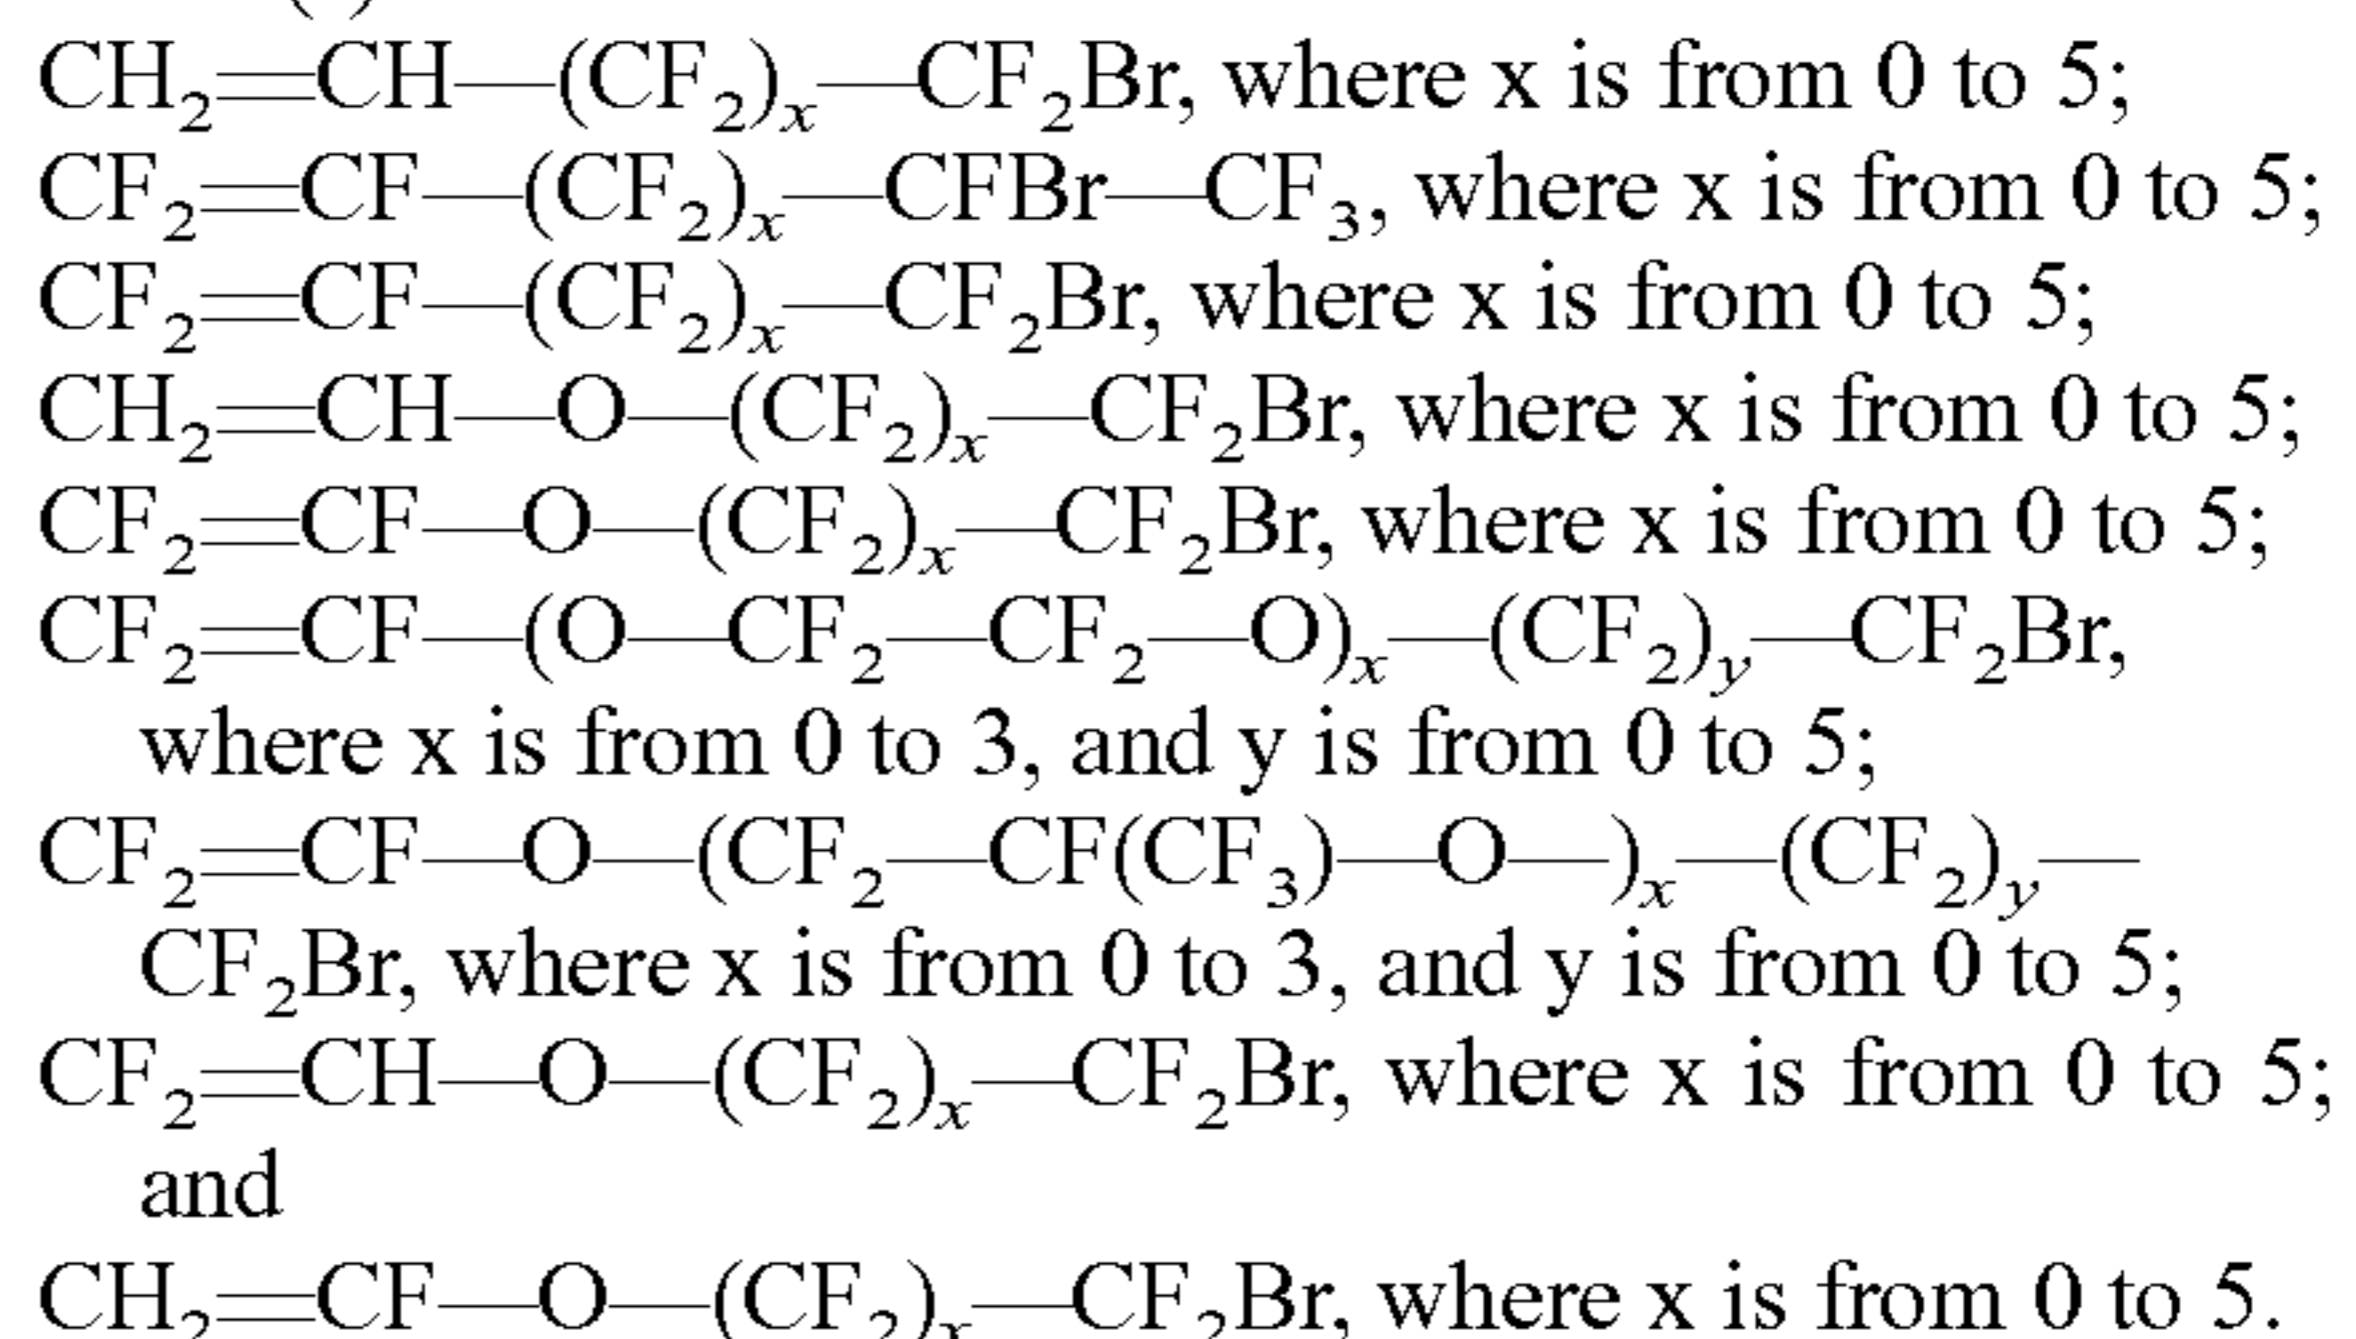 CH₂═CH—(CF₂)ₓ—CF₂Br, where x is from 0 to 5;
CF₂═CF—(CF₂)ₓ—CFBr—CF₃, where x is from 0 to 5;
CF₂═CF—(CF₂)ₓ—CF₂Br, where x is from 0 to 5;
CH₂═CH—O—(CF₂)ₓ—CF₂Br, where x is from 0 to 5;
CF₂═CF—O—(CF₂)ₓ—CF₂Br, where x is from 0 to 5;
CF₂═CF—(O—CF₂—CF₂—O)ₓ—(CF₂)_y—CF₂Br,
where x is from 0 to 3, and y is from 0 to 5;
CF₂═CF—O—(CF₂—CF(CF₃)—O—)ₓ—(CF₂)_y—
CF₂Br, where x is from 0 to 3, and y is from 0 to 5;
CF₂═CH—O—(CF₂)ₓ—CF₂Br, where x is from 0 to 5;
and
CH₂═CF—O—(CF₂)ₓ—CF₂Br, where x is from 0 to 5.